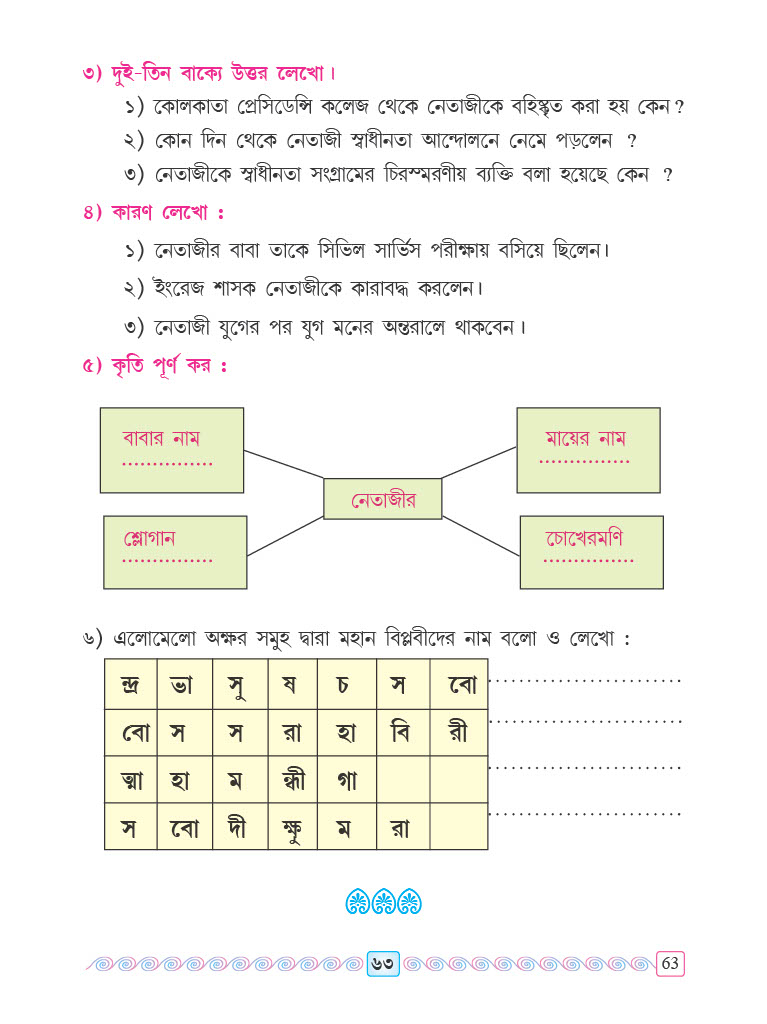 ৩) দুই-তিন বাক্যে উত্তর লেখো।
১) কোলকাতা প্রেসিডেন্সি কলেজ থেকে নেতাজীকে বহিষ্কৃত করা হয় কেন ?
২) কোন দিন থেকে নেতাজী স্বাধীনতা আন্দোলনে নেমে পড়লেন ?
৩) নেতাজীকে স্বাধীনতা সংগ্রামের চিরস্মরণীয় ব্যক্তি বলা হয়েছে কেন ?
৪) কারণ লেখো :
১) নেতাজীর বাবা তাকে সিভিল সার্ভিস পরীক্ষায় বসিয়ে ছিলেন।
২) ইংরেজ শাসক নেতাজীকে কারাবদ্ধ করলেন।
৩) নেতাজী যুগের পর যুগ মনের অন্তরালে থাকবেন।
৫) কৃতি পূর্ণ কর :
বাবার নাম
...............
মায়ের নাম
...............
নেতাজীর
শ্লোগান
...............
চোখেরমণি
...............
৬) এলোমেলো অক্ষর সমুহ দ্বারা মহান বিপ্লবীদের নাম বলো ও লেখো :
ন্দ্র ভা সু ষ চ স বো .........................
বো স স রা হা বি রী .........................
ত্মা হা ম ন্ধী গা .........................
স বো দী ক্ষু ম রা .........................
৬৩ 63